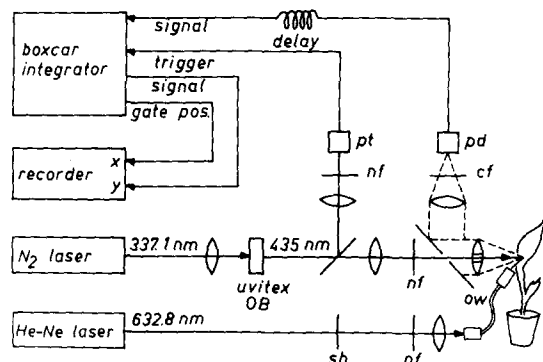 signal
delay
boxcar
integrator
trigger
signal
gate pos.
x
recorder
y
pt
pd
nf
cf
N2 laser
337.1 nm
435 nm
uvitex
OB
nf
ow
He-Ne laser
632.8 nm
sh
nf